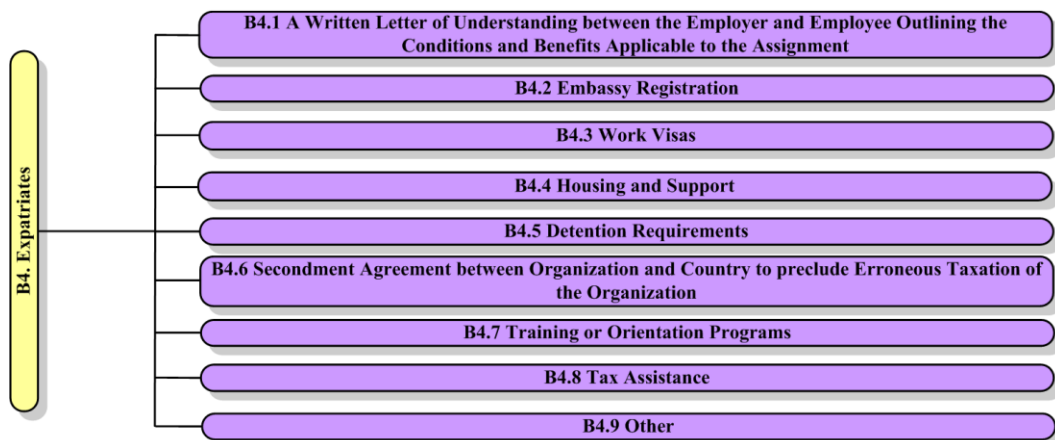 B4. Expatriates
B4.1 A Written Letter of Understanding between the Employer and Employee Outlining the
Conditions and Benefits Applicable to the Assignment
B4.2 Embassy Registration
B4.3 Work Visas
B4.4 Housing and Support
B4.5 Detention Requirements
B4.6 Secondment Agreement between Organization and Country to preclude Erroneous Taxation of
the Organization
B4.7 Training or Orientation Programs
B4.8 Tax Assistance
B4.9 Other